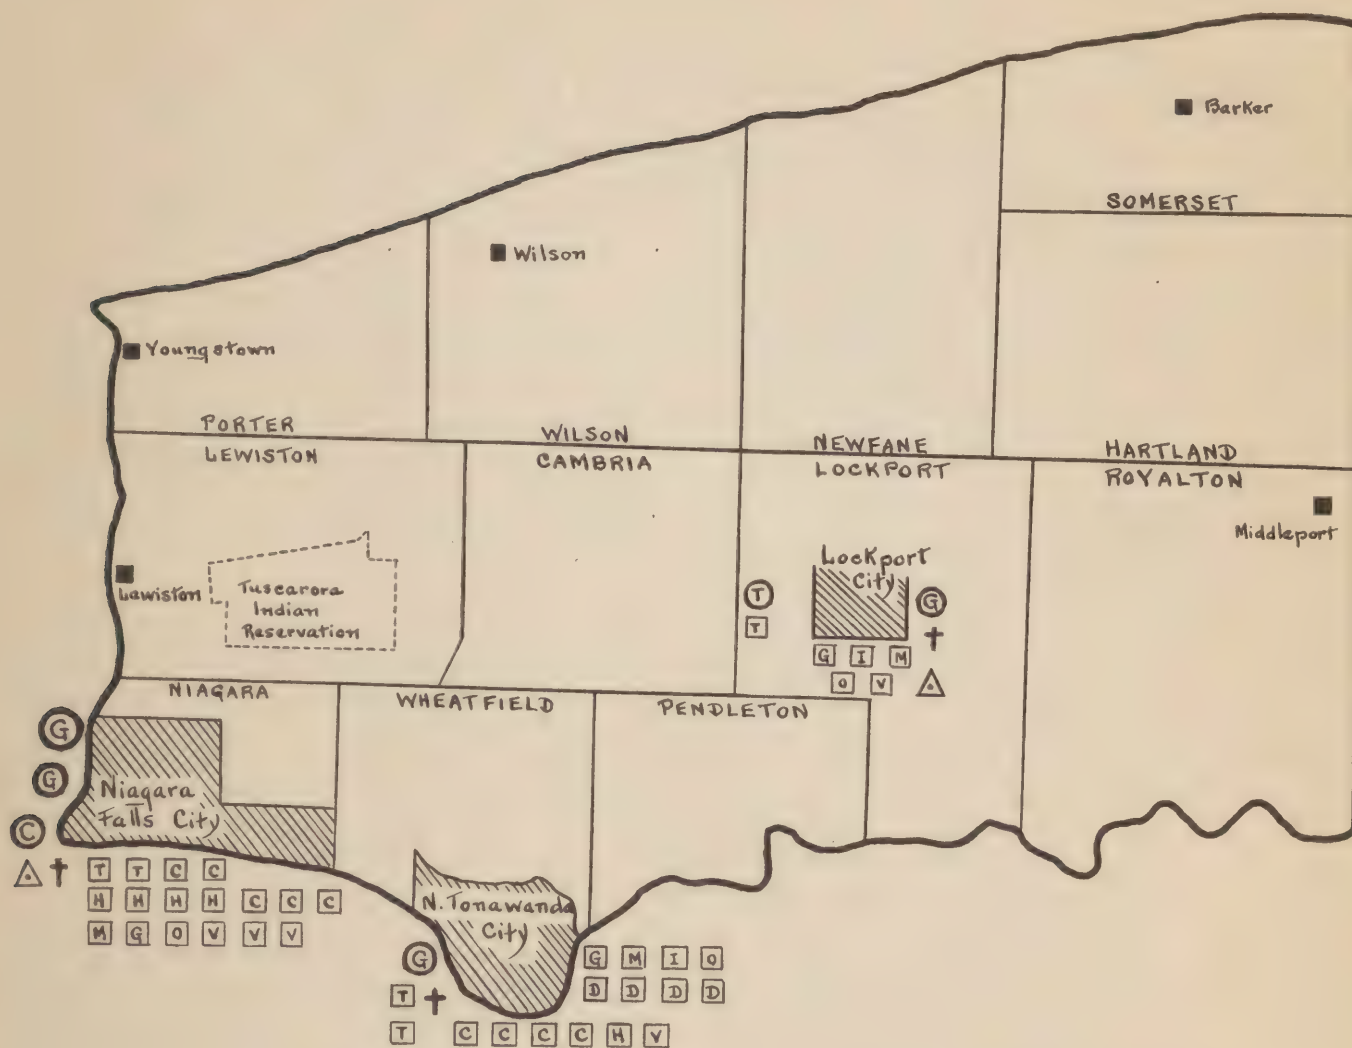 Barker
SOMERSET
Wilson
Youngstown
PORTER
WILSON
NEWFANE
HARTLAND
LEWISTON
CAMBRIA
LOCKPORT
ROYALTON
Middleport
Lockport
City
Lewiston
Tuscarora
Indian
Reservation
T
G
T
G I M
O V
NIAGARA
WHEATFIELD
PENDLETON
G
G
Niagara
Falls City
C
T T C C
H H H H C C C
M G O V V V
N. Tonawanda
City
G
G M I O
T
D D D D
T C C C C H V